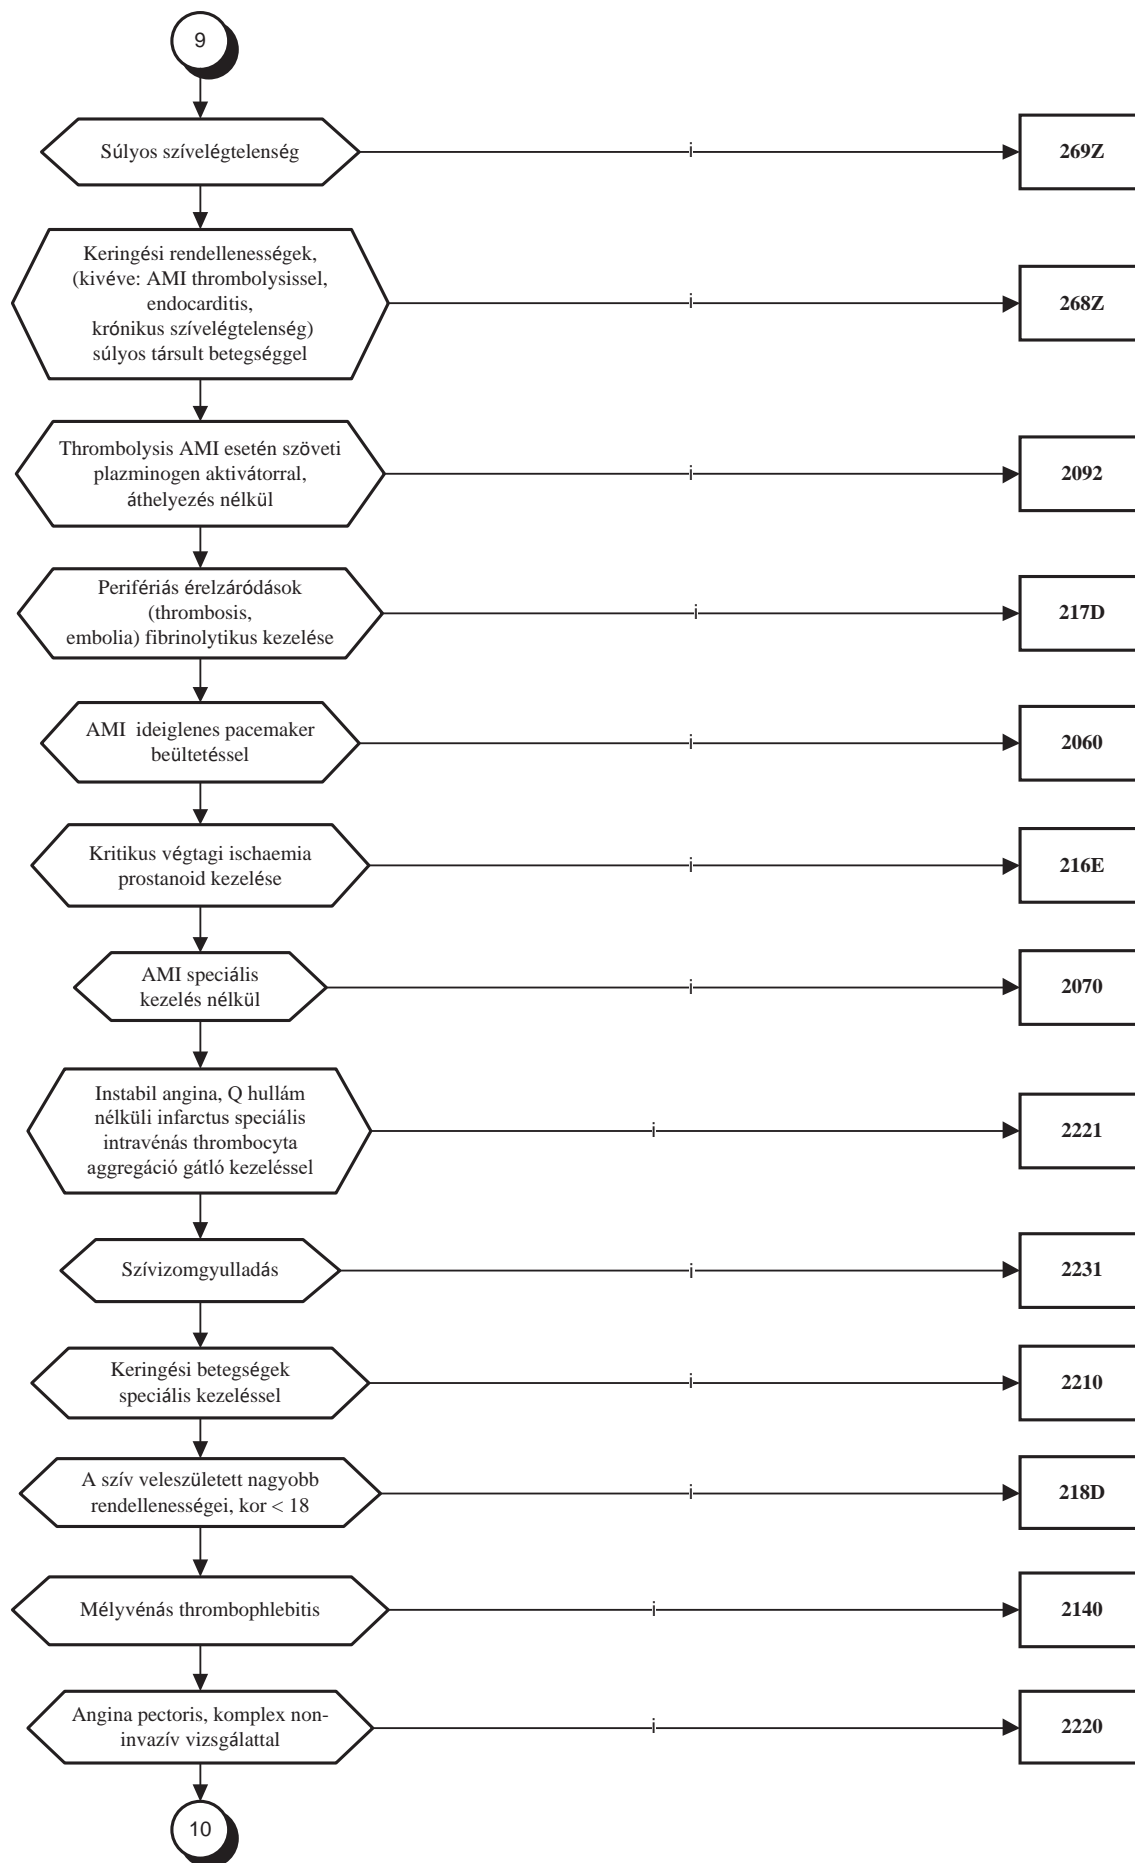 9
Súlyos szívelégtelenség
i
269Z
Keringési rendellenességek,
(kivéve: AMI thrombolysissel,
endocarditis,
krónikus szívelégtelenség)
súlyos társult betegséggel
i
268Z
Thrombolysis AMI esetén szöveti
plazminogen aktivátorral,
áthelyezés nélkül
i
2092
Perifériás érelzáródások
(thrombosis,
embolia) fibrinolytikus kezelése
i
217D
AMI ideiglenes pacemaker
beültetéssel
i
2060
Kritikus végtagi ischaemia
prostanoid kezelése
i
216E
AMI speciális
kezelés nélkül
i
2070
Instabil angina, Q hullám
nélküli infarctus speciális
intravénás thrombocyta
aggregáció gátló kezeléssel
i
2221
Szívizomgyulladás
i
2231
Keringési betegségek
speciális kezeléssel
i
2210
A szív veleszületett nagyobb
rendellenességei, kor < 18
i
218D
Mélyvénás thrombophlebitis
i
2140
Angina pectoris, komplex non-
invazív vizsgálattal
i
2220
10